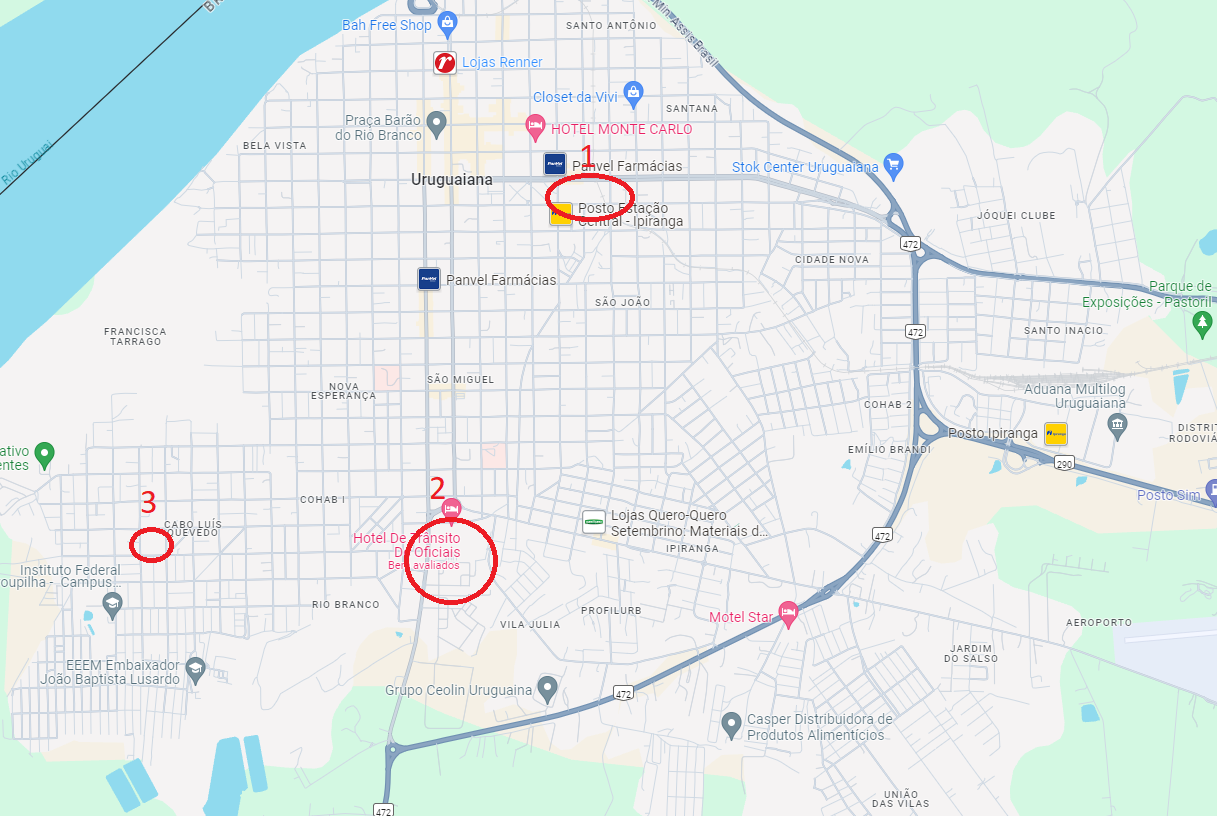 Bah Free Shop
SANTO ANTÔNIO
Min. Assis Brasil
Lojas Renner
Closet da Vivi
SANTANA
Praça Barão
do Rio Branco
HOTEL MONTE CARLO
BELA VISTA
Rio Uruguai
1
Panvel Farmácias
Stok Center Uruguaiana
Uruguaiana
Posto Estação
Central - Ipiranga
JÓQUEI CLUBE
472
CIDADE NOVA
Panvel Farmácias
Parque de
Exposições - Pastoril
SÃO JOÃO
FRANCISCA
TARRAGO
472
SANTO INACIO
SÃO MIGUEL
NOVA
ESPERANÇA
Aduana Multilog
Uruguaiana
COHAB 2
Posto Ipiranga
DISTRIT
RODOVIÁ
ativo
entes
EMÍLIO BRANDI
290
2
3
COHAB I
Posto Sim
Lojas Quero-Quero
Setembrino: Materiais d...
CABO LUÍS
QUEVEDO
Hotel De Trânsito
De Oficiais
Bem avaliados
472
IPIRANGA
Instituto Federal
oupilha - Campus...
RIO BRANCO
PROFILURB
Motel Star
VILA JULIA
AEROPORTO
JARDIM
DO SALSO
EEEM Embaixador
João Baptista Lusardo
Grupo Ceolin Uruguaina
472
Casper Distribuidora de
Produtos Alimentícios
UNIÃO
DAS VILAS
472